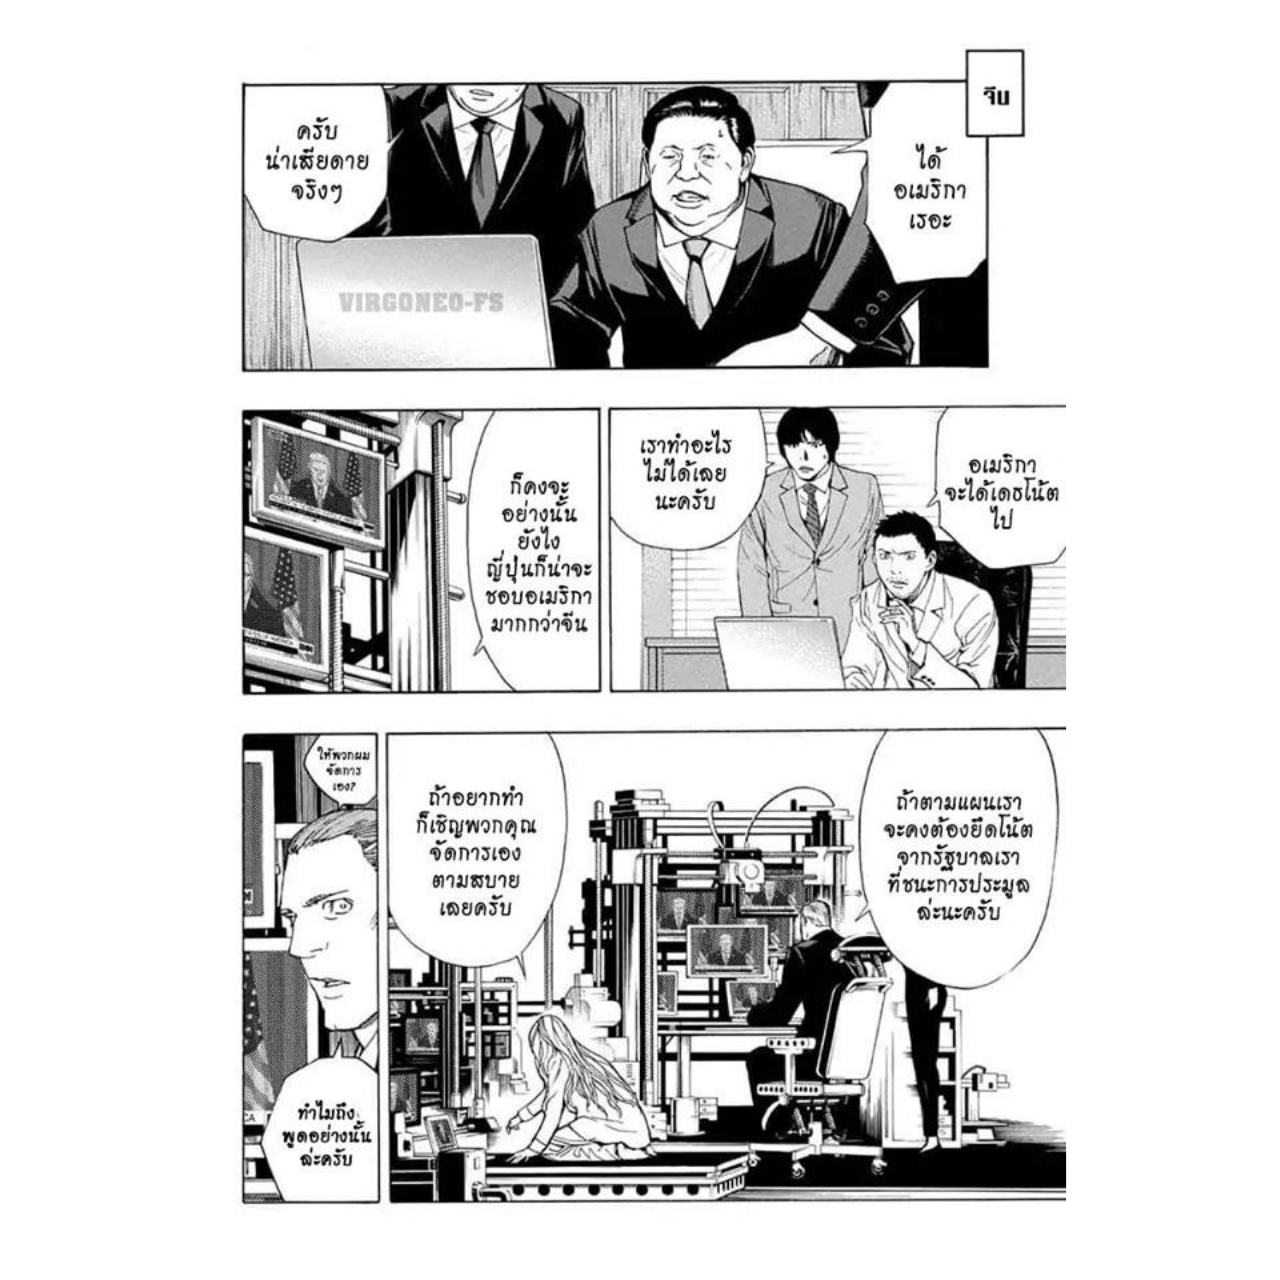 จีน
ได้
อเมริกา
เรอะ
ครับ
น่าเสียดาย
จริงๆ
VIRGONEO-FS
อเมริกา
จะได้เดธโน้ต
ไป
เราทำอะไร
ไม่ได้เลย
นะครับ
ก็คงจะ
อย่างนั้น
ยังไง
ญี่ปุ่นก็น่าจะ
ชอบอเมริกา
มากกว่าจีน
ถ้าตามแผนเรา
จะคงต้องยึดโน้ต
จากรัฐบาลเรา
ที่ชนะการประมูล
ล่ะนะครับ
ถ้าอยากทำ
ก็เชิญพวกคุณ
จัดการเอง
ตามสบาย
เลยครับ
ให้พวกผม
จัดการ
เอง?
ทำไมถึง
พูดอย่างนั้น
ล่ะครับ